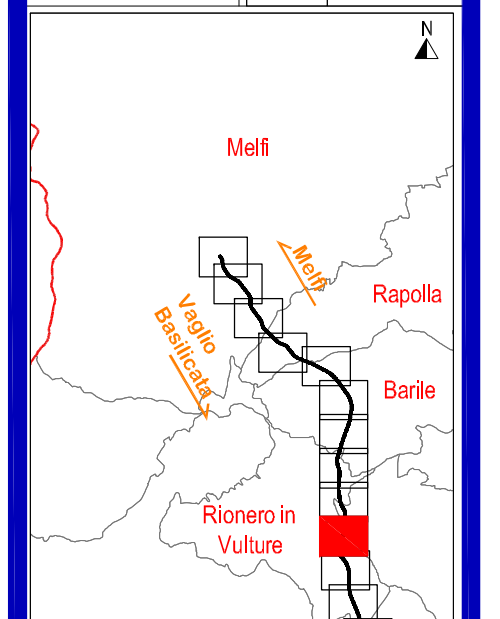 N
Melfi
Melfi
Rapolla
Vaglio
Basilicata
Barile
Rionero in
Vulture